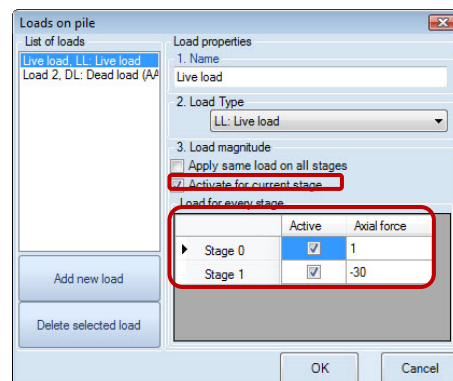 Loads on pile
List of loads
Live load, LL: Live load
Load 2, DL: Dead load (AA
Add new load
Delete selected load
Load properties
1. Name
Live load
2. Load Type
LL: Live load
3. Load magnitude
Apply same load on all stages
Activate for current stage
Load for every stage
Active Axial force
Stage 0 1
Stage 1 -30
OK Cancel